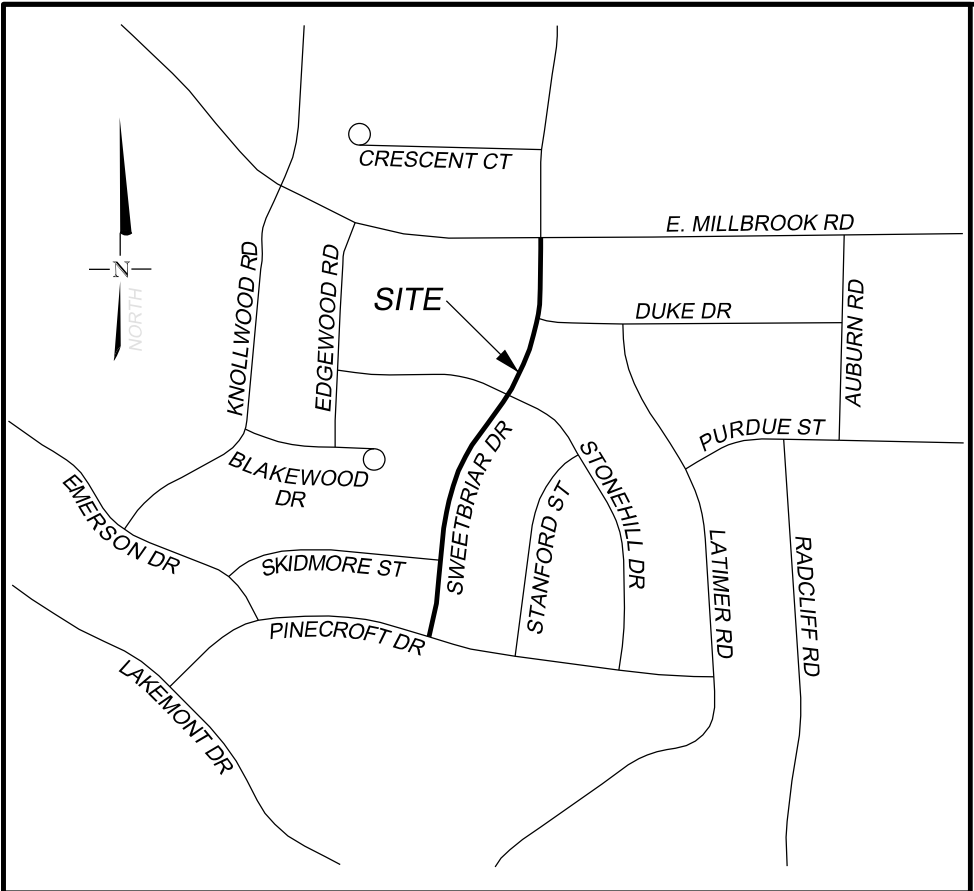 CRESCENT CT
E. MILLBROOK RD
N
NORTH
KNOLLWOOD RD
EDGEWOOD RD
SITE
DUKE DR
AUBURN RD
PURDUE ST
BLAKEWOOD
DR
SWEETBRIAR DR
STONEHILL DR
STANFORD ST
EMERSON DR
SKIDMORE ST
LATIMER RD
RADCLIFF RD
PINECROFT DR
LAKEMONT DR